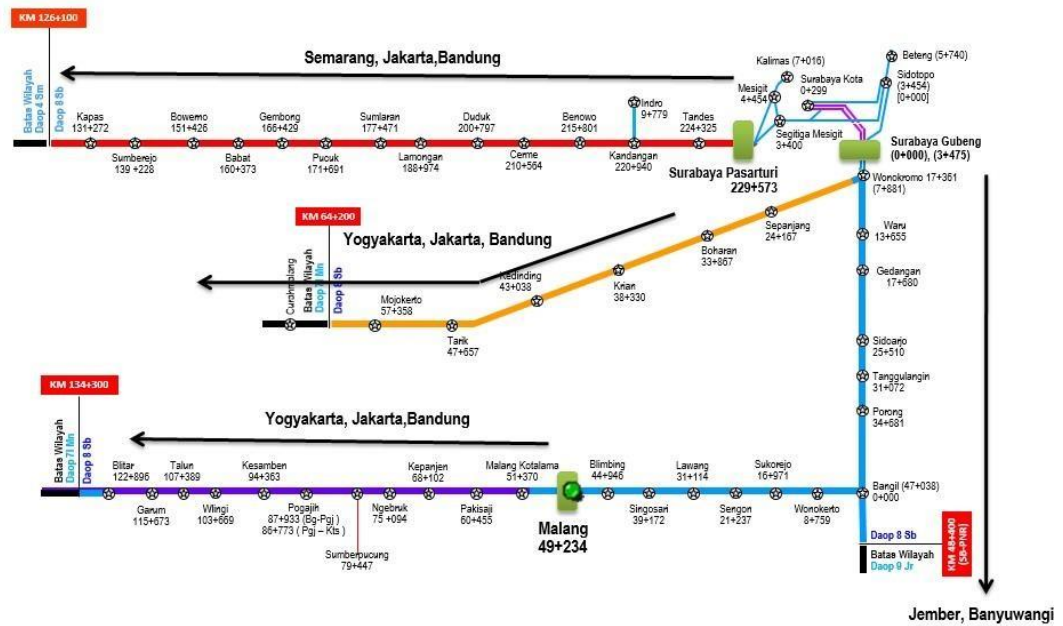 KM 126+100
Semarang, Jakarta,Bandung
Batas Wilayah
Daop 4 Sm
Daop 8 Sb
Kapas
131+272
Sumberejo
139 +228
Bowerno
151+426
Babat
160+373
Gembong
166+429
Pucuk
171+691
Sumlaran
177+471
Lamongan
188+974
Duduk
200+797
Cerme
210+564
Benowo
215+801
Indro
9+779
Kandangan
220+940
Tandes
224+325
Surabaya Pasarturi
229+573
Kalimas (7+016)
Mesigit
4+454
Surabaya Kota
0+299
Segitiga Mesigit
3+400
Beteng (5+740)
Sidotopo
(3+454)
[0+000]
Surabaya Gubeng
(0+000), (3+475)
Wonokromo 17+361
(7+881)
KM 64+200
Yogyakarta, Jakarta, Bandung
Curahmalang
Batas Wilayah
Daop 7I Mn
Daop 8 Sb
Mojokerto
57+358
Tarik
47+657
Kedinding
43+038
Krian
38+330
Boharan
33+867
Sepanjang
24+167
Waru
13+655
Gedangan
17+680
Sidoarjo
25+510
Tanggulangin
31+072
Porong
34+681
KM 134+300
Yogyakarta, Jakarta,Bandung
Batas Wilayah
Daop 7I Mn
Daop 8 Sb
Blitar
122+896
Garum
115+673
Talun
107+389
Wlingi
103+669
Kesamben
94+363
Pogajih
87+933 (Bg-Pgj )
86+773 ( Pgj – Kts )
Sumberpucung
79+447
Ngebruk
75 +094
Kepanjen
68+102
Pakisaji
60+455
Malang Kotalama
51+370
Malang
49+234
Blimbing
44+946
Singosari
39+172
Lawang
31+114
Sengon
21+237
Sukorejo
16+971
Wonokerto
8+759
Bangil (47+038)
0+000
Daop 8 Sb
Batas Wilayah
Daop 9 Jr
KM 48+400
(SB-PNR)
Jember, Banyuwangi